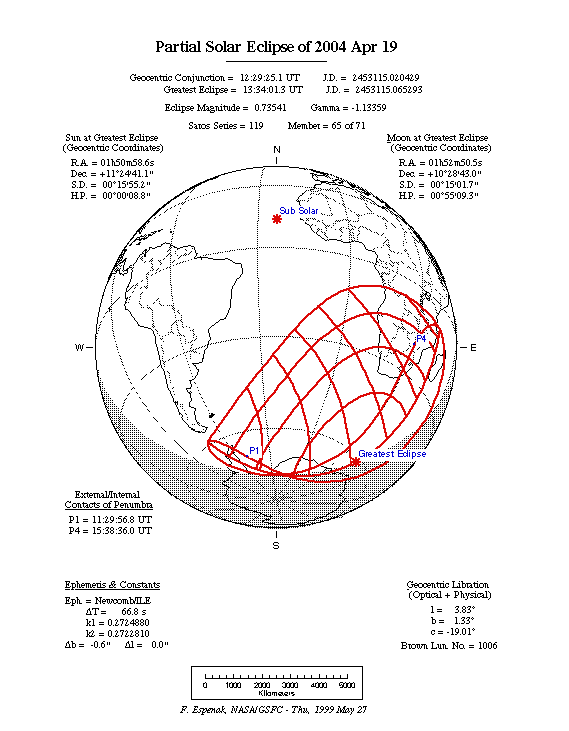 Partial Solar Eclipse of 2004 Apr 19
Geocentric Conjunction = 12:29:25.1 UT J.D. = 2453115.020429
Greatest Eclipse = 13:34:01.3 UT J.D. = 2453115.065293
Eclipse Magnitude = 0.73541 Gamma = -1.13359
Saros Series = 119 Member = 65 of 71
Sun at Greatest Eclipse
(Geocentric Coordinates)
R.A. = 01h50m58.6s
Dec. = +11°24'41.1"
S.D. = 00°15'55.2"
H.P. = 00°00'08.8"
Moon at Greatest Eclipse
(Geocentric Coordinates)
R.A. = 01h52m50.5s
Dec. = +10°28'43.0"
S.D. = 00°15'01.7"
H.P. = 00°55'09.3"
N
Sub Solar
W
E
P4
P1
Greatest Eclipse
S
External/Internal
Contacts of Penumbra
P1 = 11:29:56.8 UT
P4 = 15:38:36.0 UT
Ephemeris & Constants
Eph. = Newcomb/ILE
ΔT = 66.8 s
k1 = 0.2724880
k2 = 0.2722810
Δb = -0.6" Δl = 0.0"
Geocentric Libration
(Optical + Physical)
l = 3.83°
b = 1.33°
c = -19.01°
Brown Lun. No. = 1006
0 1000 2000 3000 4000 5000
Kilometers
F. Espenak, NASA/GSFC - Thu, 1999 May 27